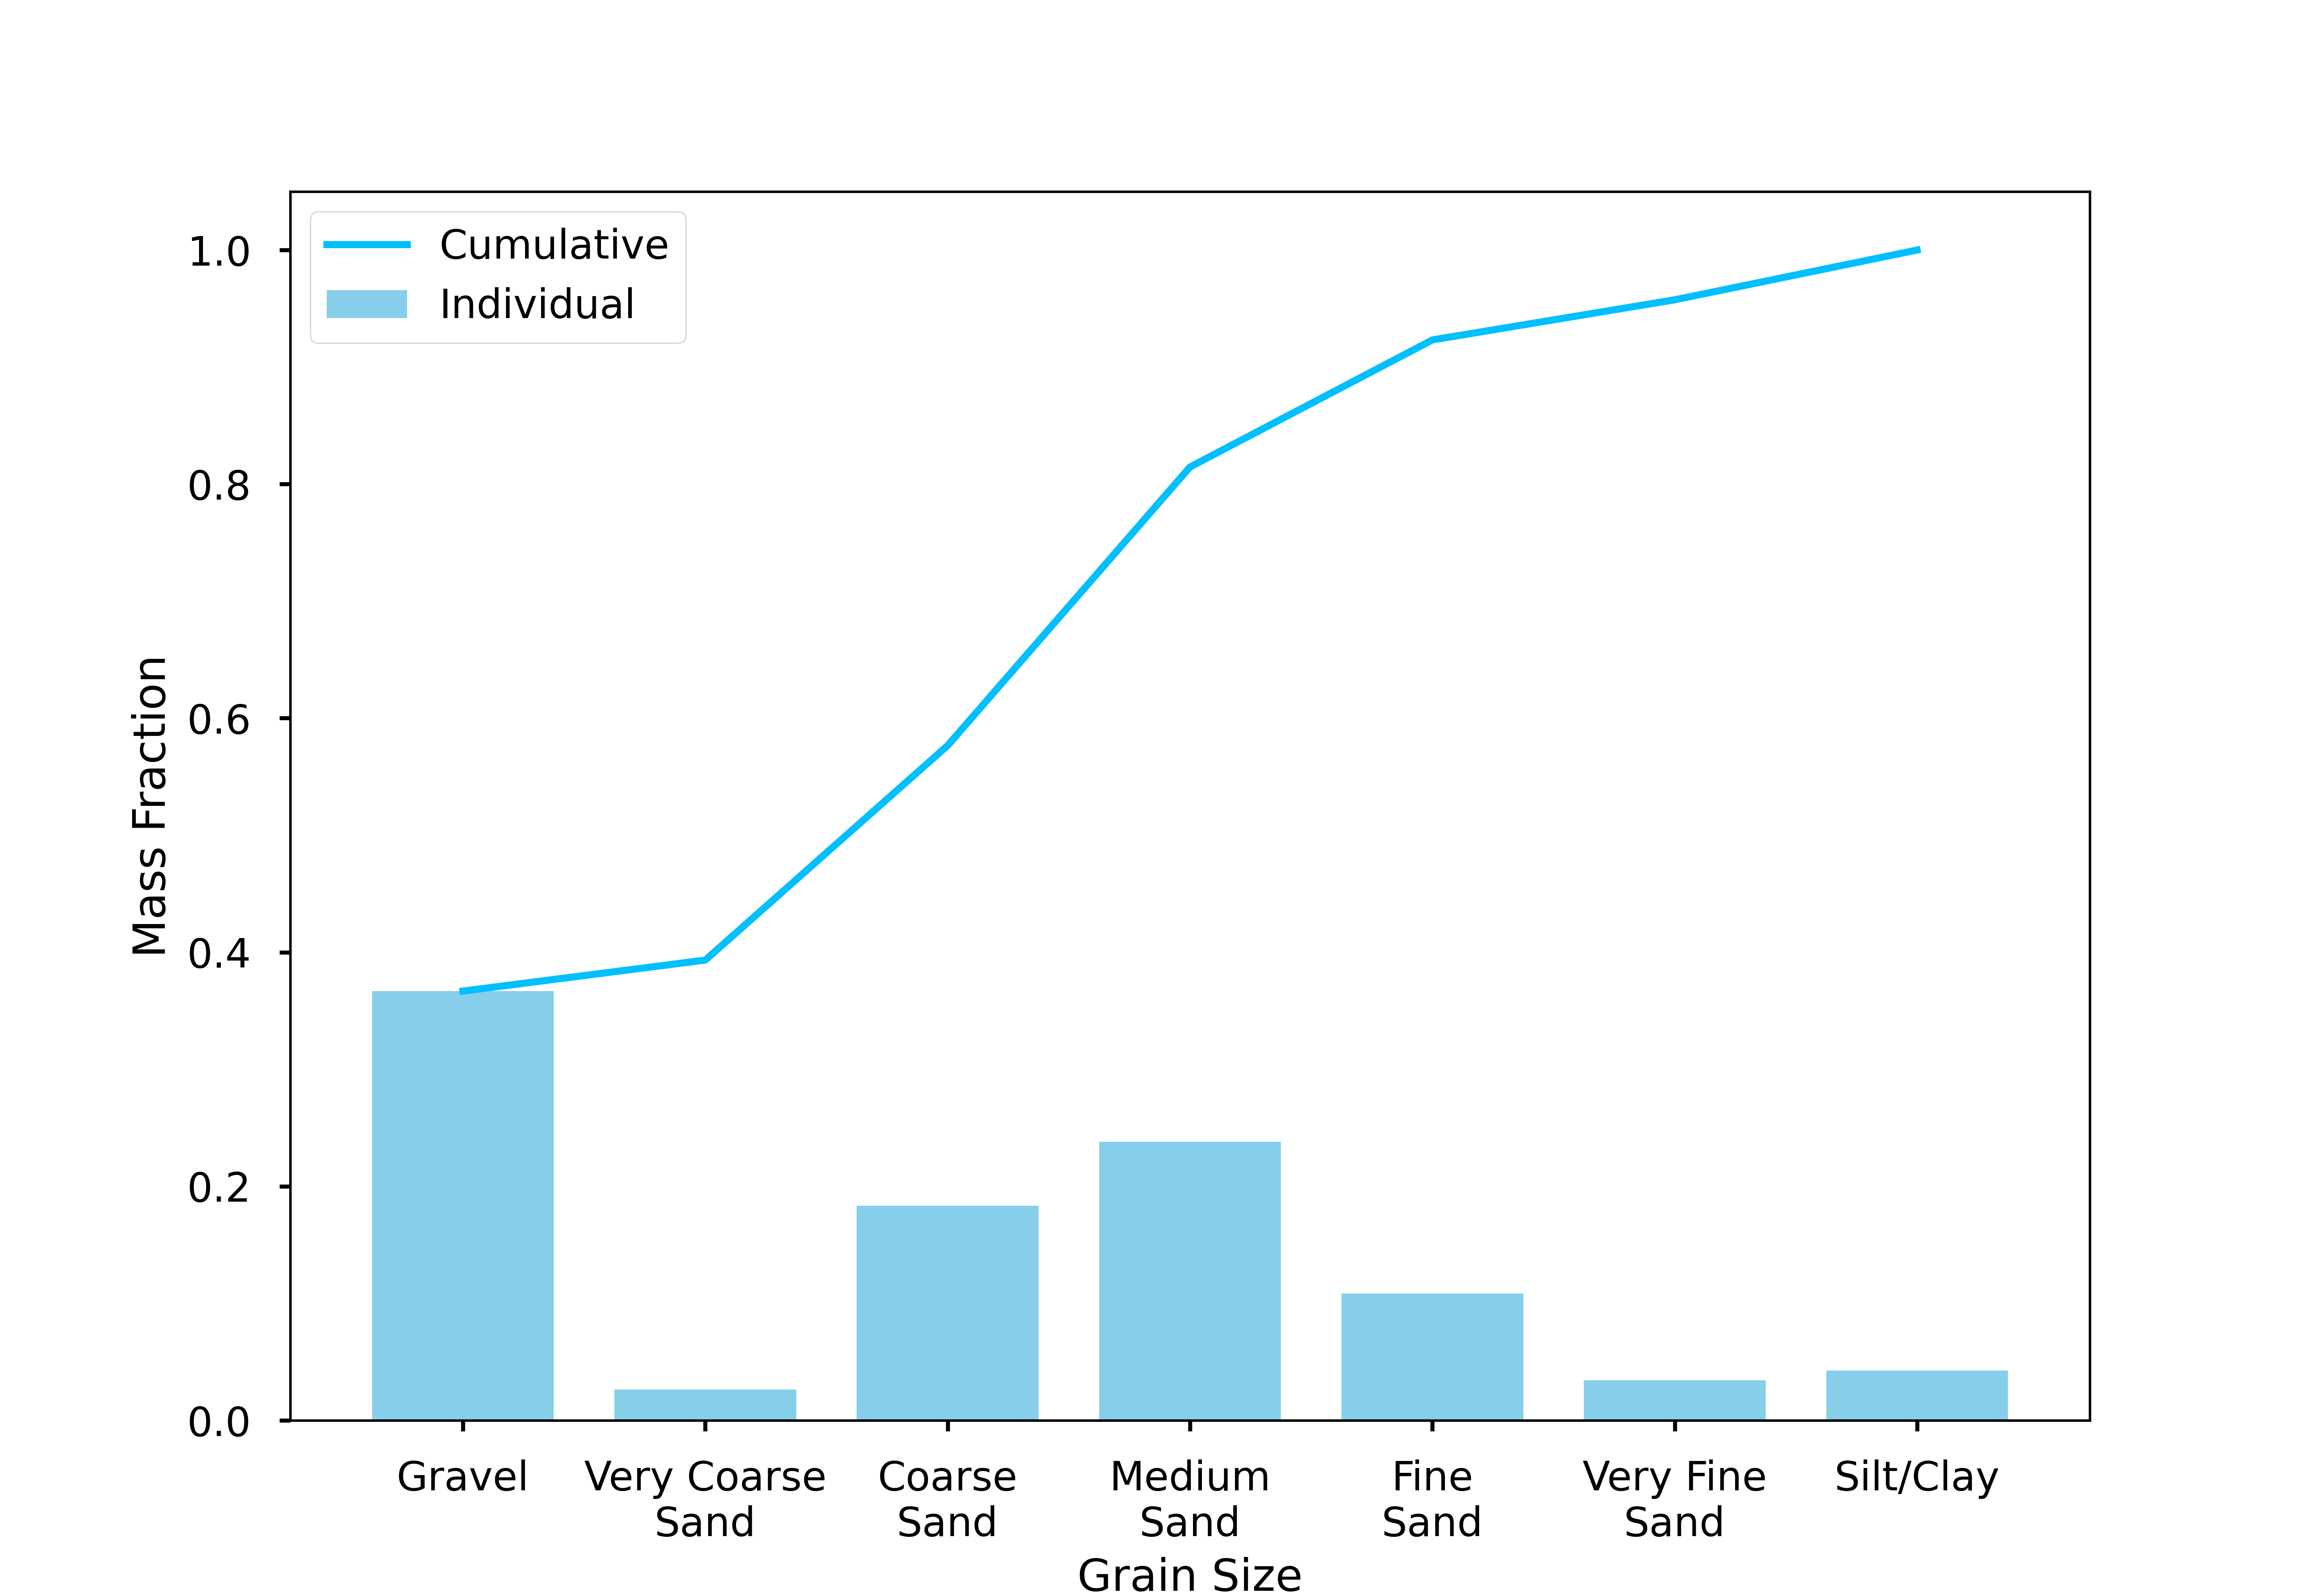 Cumulative
Individual
1.0
0.8
0.6
0.4
0.2
0.0
Mass Fraction
Gravel
Very Coarse
Sand
Coarse
Sand
Medium
Sand
Fine
Sand
Very Fine
Sand
Silt/Clay
Grain Size